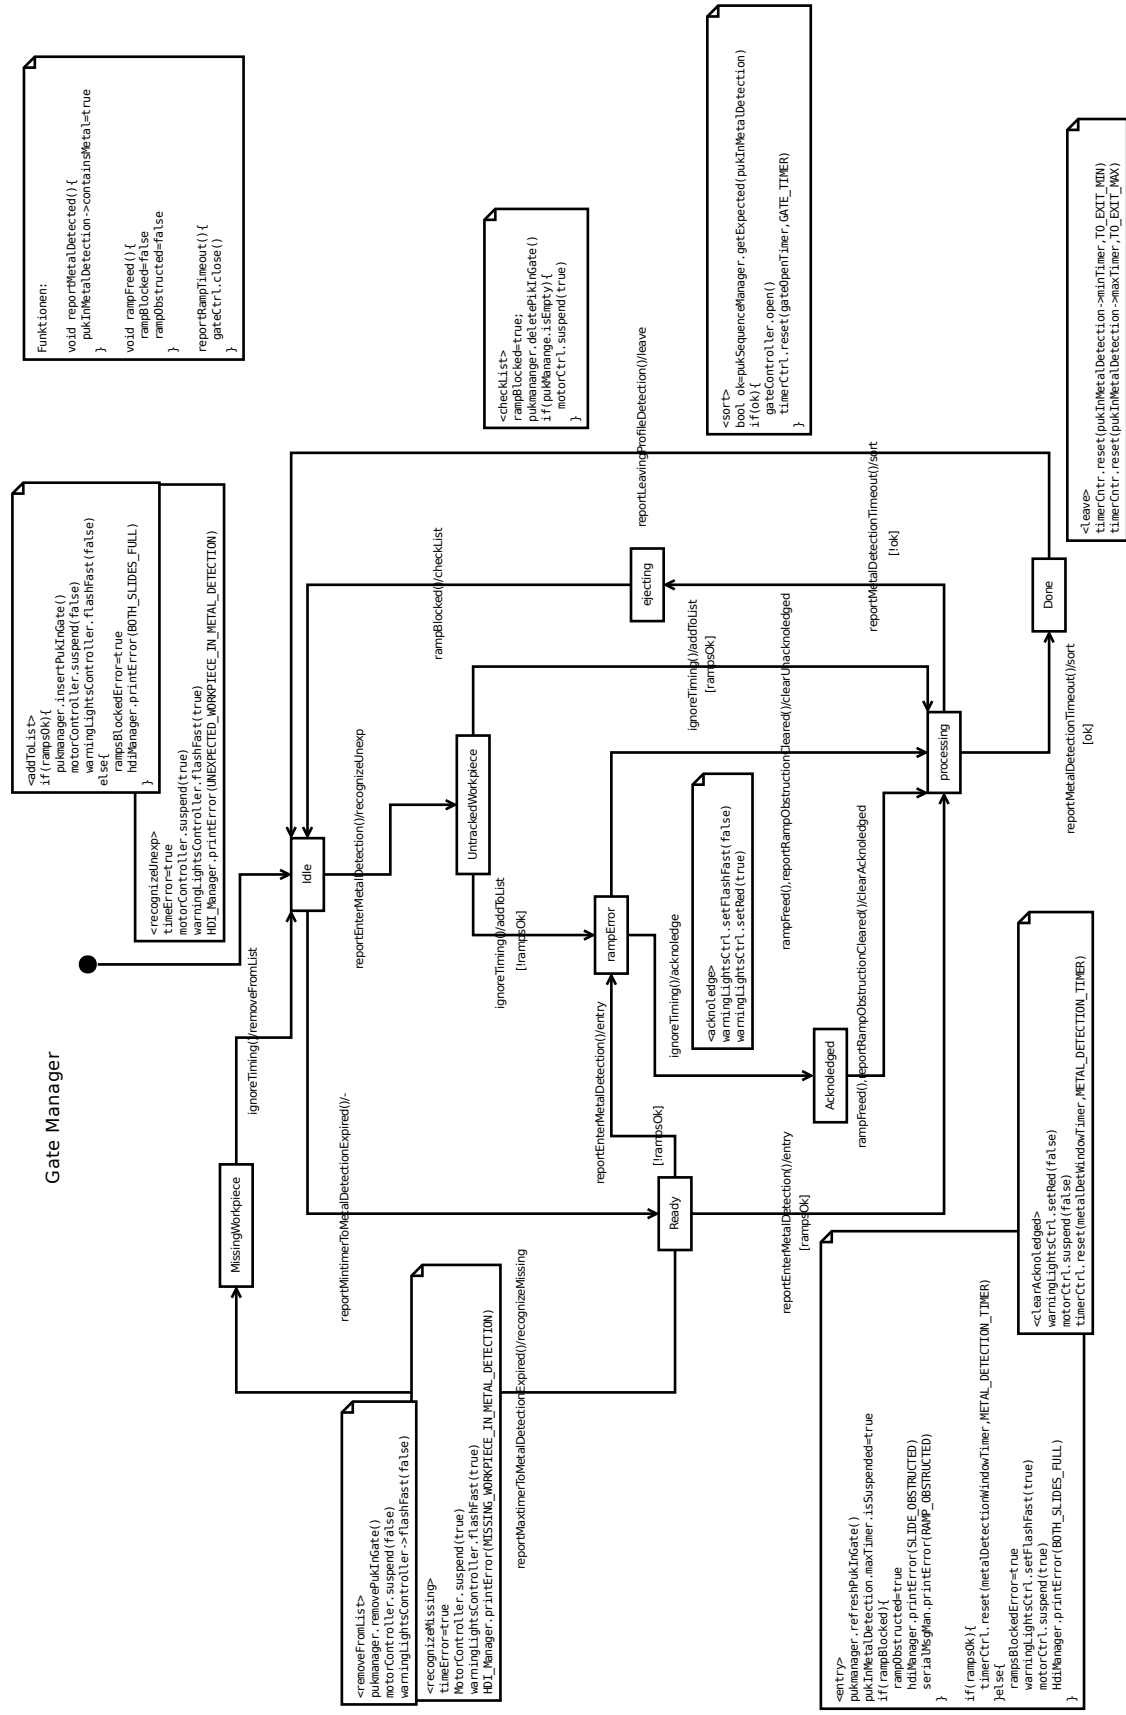 Gate Manager
<removeFromList>
pukmanager.removePukInGate()
motorController.suspend(false)
warningLightsController->flashFast(false)
<recognizeMissing>
timeError=true
MotorController.suspend(true)
warningLightsController.flashFast(true)
HDI_Manager.printError(MISSING_WORKPIECE_IN_METAL_DETECTION)
<entry>
pukmanager.refreshPukInGate()
pukInMetalDetection.maxTimer.isSuspended=true
if(rampBlocked){
rampObstructed=true
hdiManager.printError(SLIDE_OBSTRUCTED)
serialMsgMan.printError(RAMP_OBSTRUCTED)
}
if(rampsOk){
timerCtrl.reset(metalDetectionWindowTimer,METAL_DETECTION_TIMER)
}else{
rampsBlockedError=true
warningLightsCtrl.setFlashFast(true)
motorCtrl.suspend(true)
HdiManager.printError(BOTH_SLIDES_FULL)
}
<clearAcknoledged>
warningLightsCtrl.setRed(false)
motorCtrl.suspend(false)
timerCtrl.reset(metalDetWindowTimer,METAL_DETECTION_TIMER)
MissingWorkpiece
ignoreTiming()/removeFromList
reportMintimerToMetalDetectionExpired()/-
reportMaxtimerToMetalDetectionExpired()/recognizeMissing
Ready
reportEnterMetalDetection()/entry
[!rampsOk]
reportEnterMetalDetection()/entry
[rampsOk]
<addToList>
if(rampsOk){
pukmanager.insertPukInGate()
motorController.suspend(false)
warningLightsController.flashFast(false)
else{
rampsBlockedError=true
hdiManager.printError(BOTH_SLIDES_FULL)
}
<recognizeUnexp>
timeError=true
motorController.suspend(true)
warningLightsController.flashFast(true)
HDI_Manager.printError(UNEXPECTED_WORKPIECE_IN_METAL_DETECTION)
Idle
reportEnterMetalDetection()/recognizeUnexp
UntrackedWorkpiece
ignoreTiming()/addToList
[!rampsOk]
rampError
ignoreTiming()/acknoledge
<acknoledge>
warningLightsCtrl.setFlashFast(false)
warningLightsCtrl.setRed(true)
rampFreed(),reportRampObstructionCleared()/clearUnacknoledged
Acknoledged
rampFreed(),reportRampObstructionCleared()/clearAcknoledged
ignoreTiming()/addToList
[rampsOk]
processing
rampBlocked()/checkList
ejecting
reportMetalDetectionTimeout()/sort
[!ok]
reportMetalDetectionTimeout()/sort
[ok]
Done
reportLeavingProfileDetection()/leave
Funktionen:
void reportMetalDetected(){
pukInMetalDetection->containsMetal=true
}
void rampFreed(){
rampBlocked=false
rampObstructed=false
}
reportRampTimeout(){
gateCtrl.close()
}
<checkList>
rampBlocked=true;
pukmananger.deletePikInGate()
if(pukManange.isEmpty){
motorCtrl.suspend(true)
}
<sort>
bool ok=pukSequenceManager.getExpected(pukInMetalDetection)
if(ok){
gateController.open()
timerCtrl.reset(gateOpenTimer,GATE_TIMER)
}
<leave>
timerCntr.reset(pukInMetalDetection->minTimer,TO_EXIT_MIN)
timerCntr.reset(pukInMetalDetection->maxTimer,TO_EXIT_MAX)